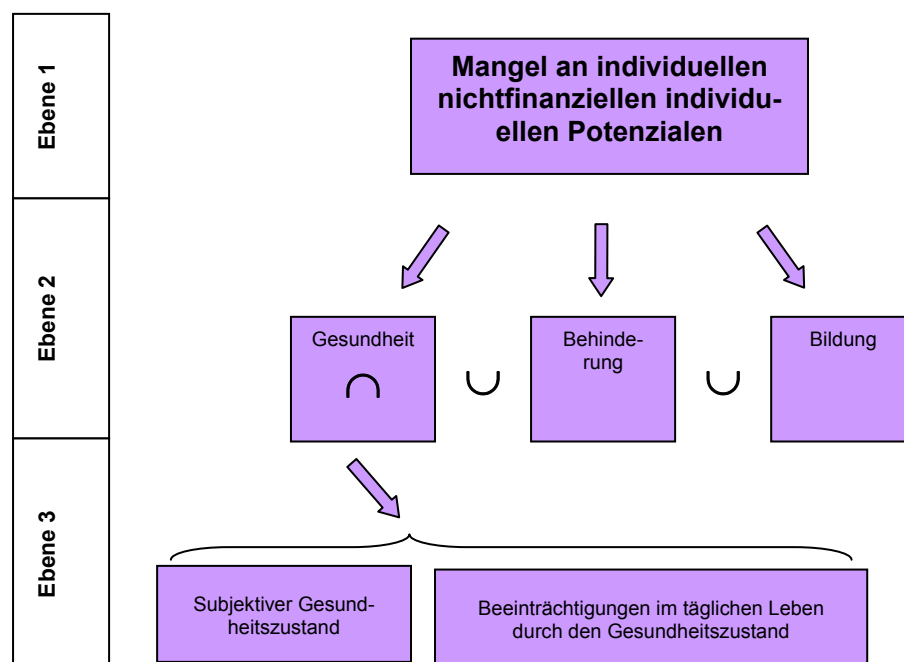 Ebene 1
Mangel an individuellen
nichtfinanziellen individu-
ellen Potenzialen
Ebene 2
Gesundheit
∩
∪
Behinde-
rung
∪
Bildung
Ebene 3
Subjektiver Gesund-
heitszustand
Beeinträchtigungen im täglichen Leben
durch den Gesundheitszustand